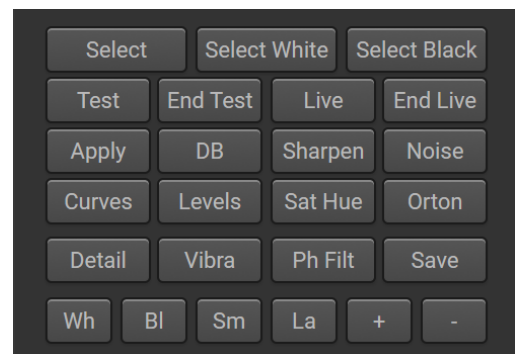 Select Select White Select Black
Test End Test Live End Live
Apply DB Sharpen Noise
Curves Levels Sat Hue Orton
Detail Vibra Ph Filt Save
Wh Bl Sm La + -